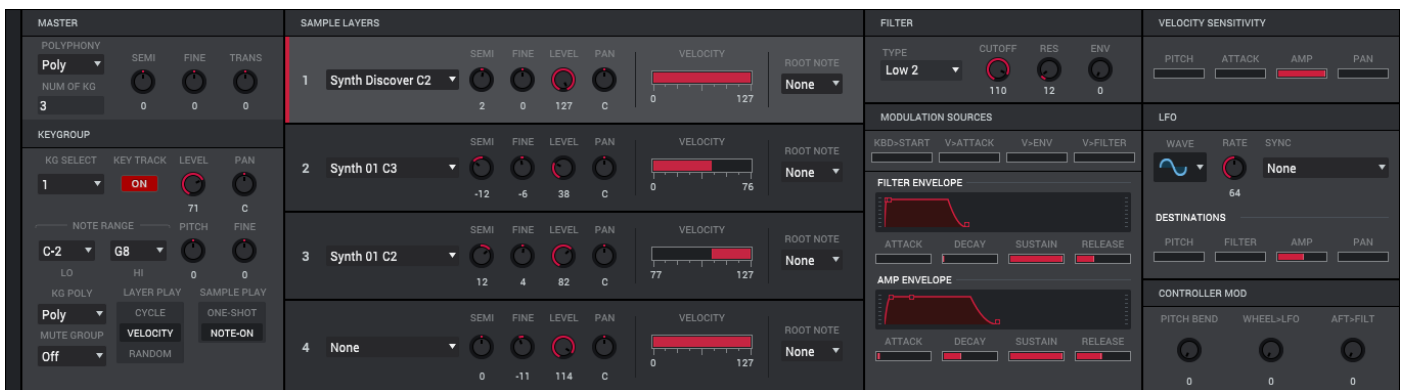 MASTER
POLYPHONY
Poly
SEMI FINE TRANS
NUM OF KG
3
0 0 0
KEYGROUP
KG SELECT KEY TRACK LEVEL PAN
1 ON
71 C
NOTE RANGE PITCH FINE
C-2 G8
LO HI 0 0
KG POLY LAYER PLAY SAMPLE PLAY
Poly CYCLE ONE-SHOT
MUTE GROUP VELOCITY NOTE-ON
Off RANDOM
SAMPLE LAYERS
SEMI FINE LEVEL PAN VELOCITY ROOT NOTE
1 Synth Discover C2 None
2 0 127 C 0 127
SEMI FINE LEVEL PAN VELOCITY ROOT NOTE
2 Synth 01 C3 None
-12 -6 38 C 0 76
SEMI FINE LEVEL PAN VELOCITY ROOT NOTE
3 Synth 01 C2 None
12 4 82 C 77 127
SEMI FINE LEVEL PAN VELOCITY ROOT NOTE
4 None None
0 -11 114 C 0 127
FILTER
TYPE CUTOFF RES ENV
Low 2
110 12 0
MODULATION SOURCES
KBD>START V>ATTACK V>ENV V>FILTER
FILTER ENVELOPE
ATTACK DECAY SUSTAIN RELEASE
AMP ENVELOPE
ATTACK DECAY SUSTAIN RELEASE
VELOCITY SENSITIVITY
PITCH ATTACK AMP PAN
LFO
WAVE RATE SYNC
None
64
DESTINATIONS
PITCH FILTER AMP PAN
CONTROLLER MOD
PITCH BEND WHEEL>LFO AFT>FILT
0 0 0